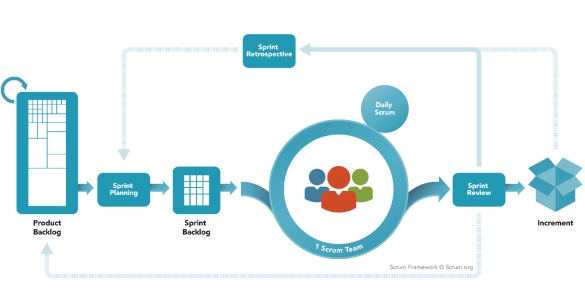 Sprint
Retrospective
Daily
Scrum
Sprint
Planning
Sprint
Review
Product
Backlog
Sprint
Backlog
1 Scrum Team
Increment
Scrum Framework © Scrum.org